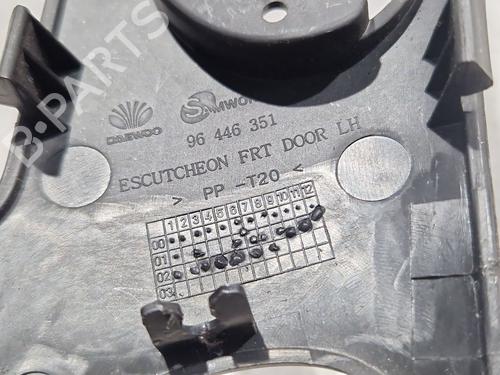 B-PARTS
DAEWOO SAMWO
96 446 351
ESCUTCHEON FRT DOOR LH
> PP -T20 <
1 2 3 4 5 6 7 8 9 10 11 12
00
01
02
03